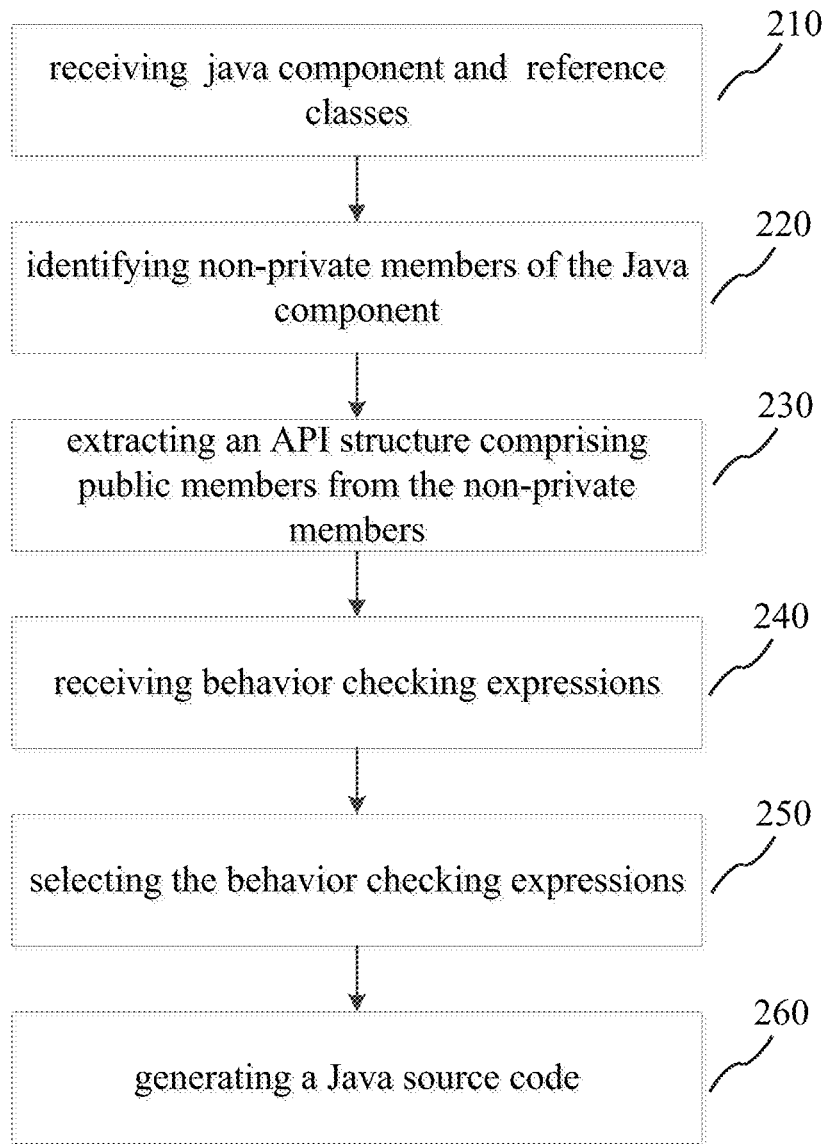 210
receiving java component and reference
classes
220
identifying non-private members of the Java
component
230
extracting an API structure comprising
public members from the non-private
members
240
receiving behavior checking expressions
250
selecting the behavior checking expressions
260
generating a Java source code